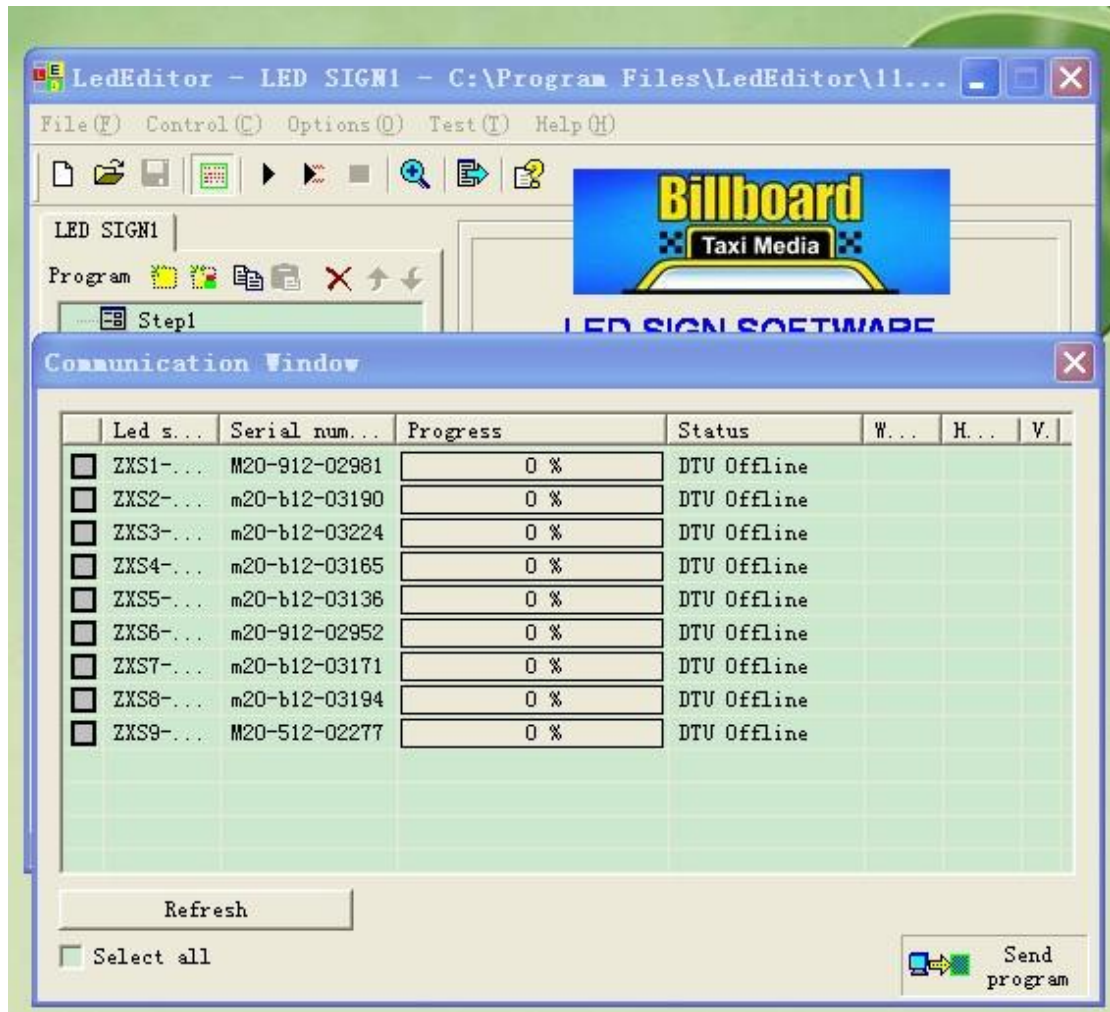 LedEditor - LED SIGN1 - C:\Program Files\LedEditor\11...
File(F) Control(C) Options(O) Test(T) Help(H)
Billboard
Taxi Media
LED SIGN1
Program
Step1
LED SIGN SOFTWARE
Communication Window
Led s... Serial num... Progress Status W... H... V.
ZXS1-... M20-912-02981 0 % DTU Offline
ZXS2-... m20-b12-03190 0 % DTU Offline
ZXS3-... m20-b12-03224 0 % DTU Offline
ZXS4-... m20-b12-03165 0 % DTU Offline
ZXS5-... m20-b12-03136 0 % DTU Offline
ZXS6-... m20-912-02952 0 % DTU Offline
ZXS7-... m20-b12-03171 0 % DTU Offline
ZXS8-... m20-b12-03194 0 % DTU Offline
ZXS9-... M20-512-02277 0 % DTU Offline
Refresh
Select all
Send
program